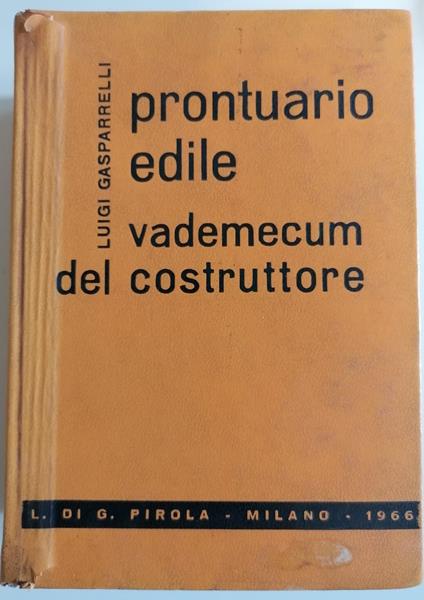 LUIGI GASPARRELLI
prontuario
edile
vademecum
del costruttore
L. DI G. PIROLA - MILANO - 1966